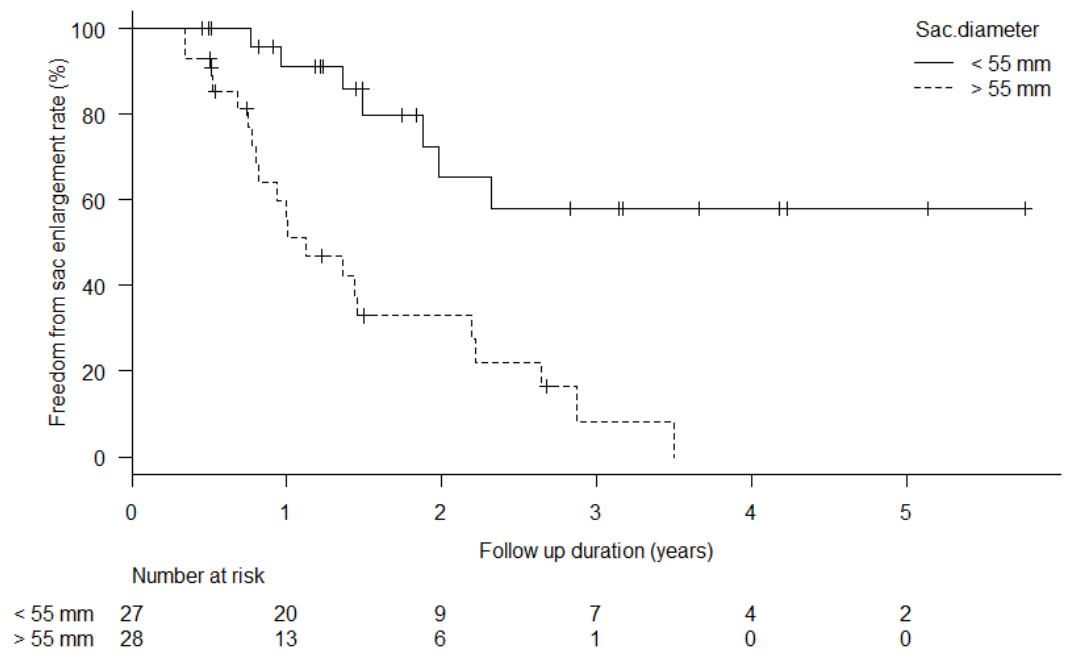 Freedom from sac enlargement rate (%)
100
80
60
40
20
0
Sac.diameter
< 55 mm
> 55 mm
0 1 2 3 4 5
Follow up duration (years)
Number at risk
< 55 mm 27 20 9 7 4 2
> 55 mm 28 13 6 1 0 0